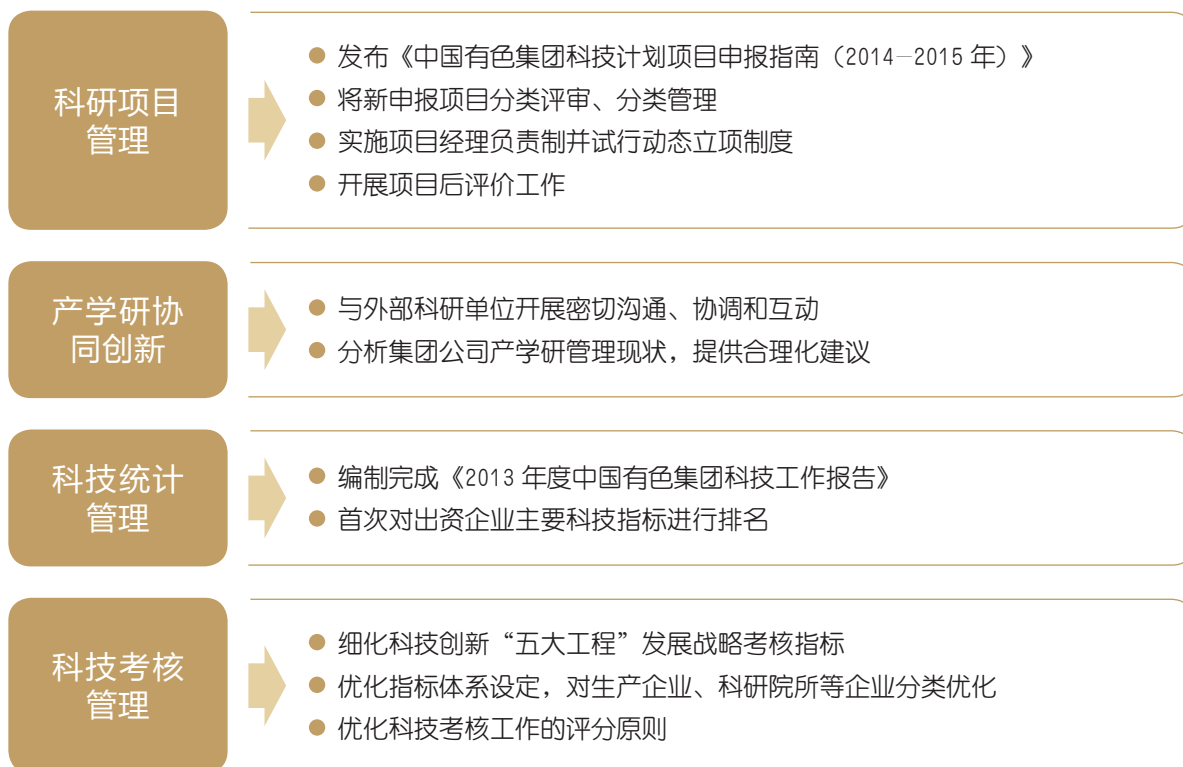 科研项目
管理
发布《中国有色集团科技计划项目申报指南（2014—2015 年）》
将新申报项目分类评审、分类管理
实施项目经理负责制并试行动态立项制度
开展项目后评价工作
产学研协
同创新
与外部科研单位开展密切沟通、协调和互动
分析集团公司产学研管理现状，提供合理化建议
科技统计
管理
编制完成《2013 年度中国有色集团科技工作报告》
首次对出资企业主要科技指标进行排名
科技考核
管理
细化科技创新“五大工程”发展战略考核指标
优化指标体系设定，对生产企业、科研院所等企业分类优化
优化科技考核工作的评分原则